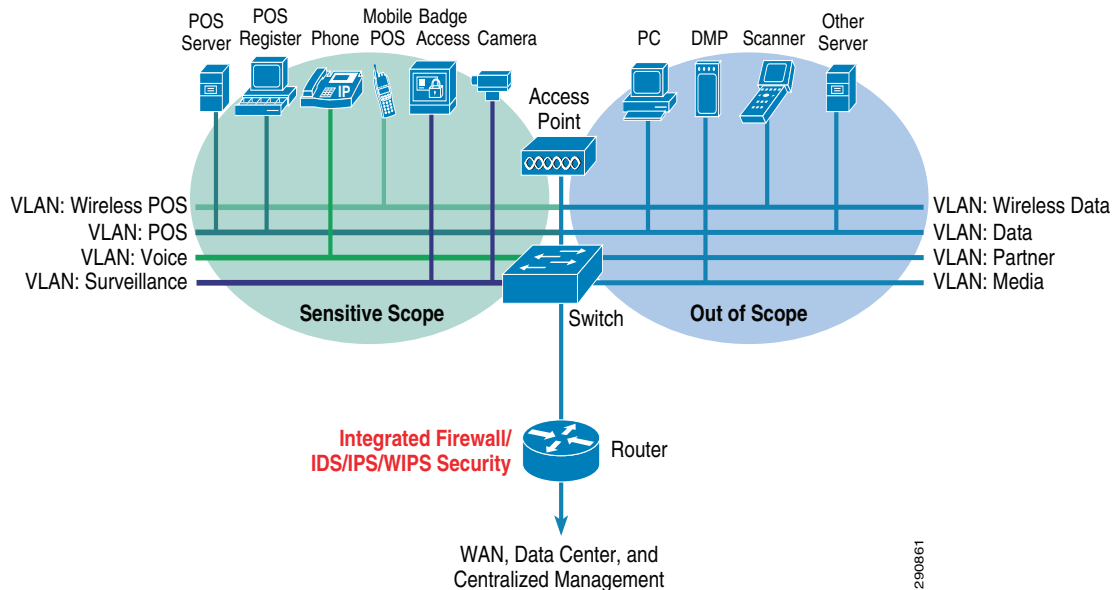 POS
Server
POS
Register
Phone
Mobile
POS
Badge
Access
Camera
PC
DMP
Scanner
Other
Server
IP
Access
Point
VLAN: Wireless POS
VLAN: POS
VLAN: Voice
VLAN: Surveillance
VLAN: Wireless Data
VLAN: Data
VLAN: Partner
VLAN: Media
Sensitive Scope
Switch
Out of Scope
Integrated Firewall/
IDS/IPS/WIPS Security
Router
WAN, Data Center, and
Centralized Management
290861